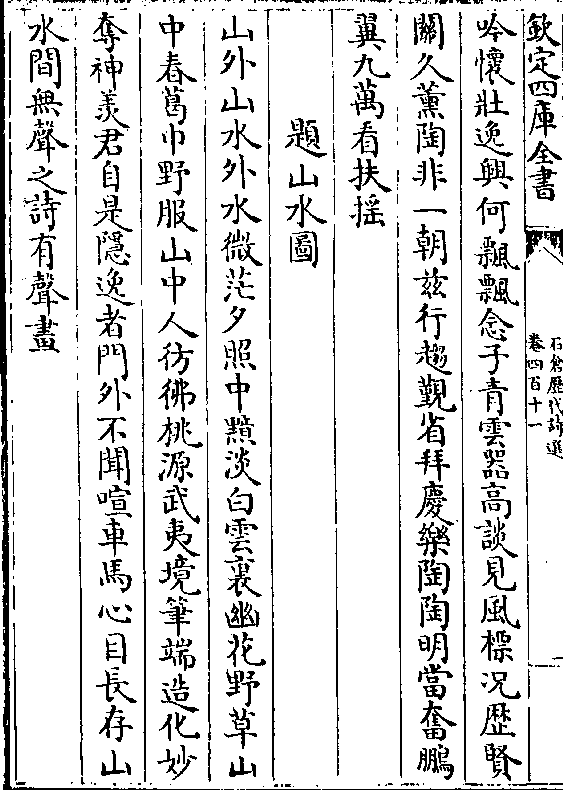 欽定四庫全書
石倉歷代詩選
卷四百十一
吟懷壯逸興何飄飄念子青雲器高談見風標况歴賢
關久薰陶非一朝兹行趨覲省拜慶樂陶陶明當奮鵬
翼九萬看扶摇
題山水圖
山外山水外水微茫夕照中黯淡白雲裏幽花野草山
中春葛巾野服山中人彷彿桃源武夷境筆端造化妙
奪神羡君自是隱逸者門外不聞喧車馬心目長存山
水間無聲之詩有聲畫